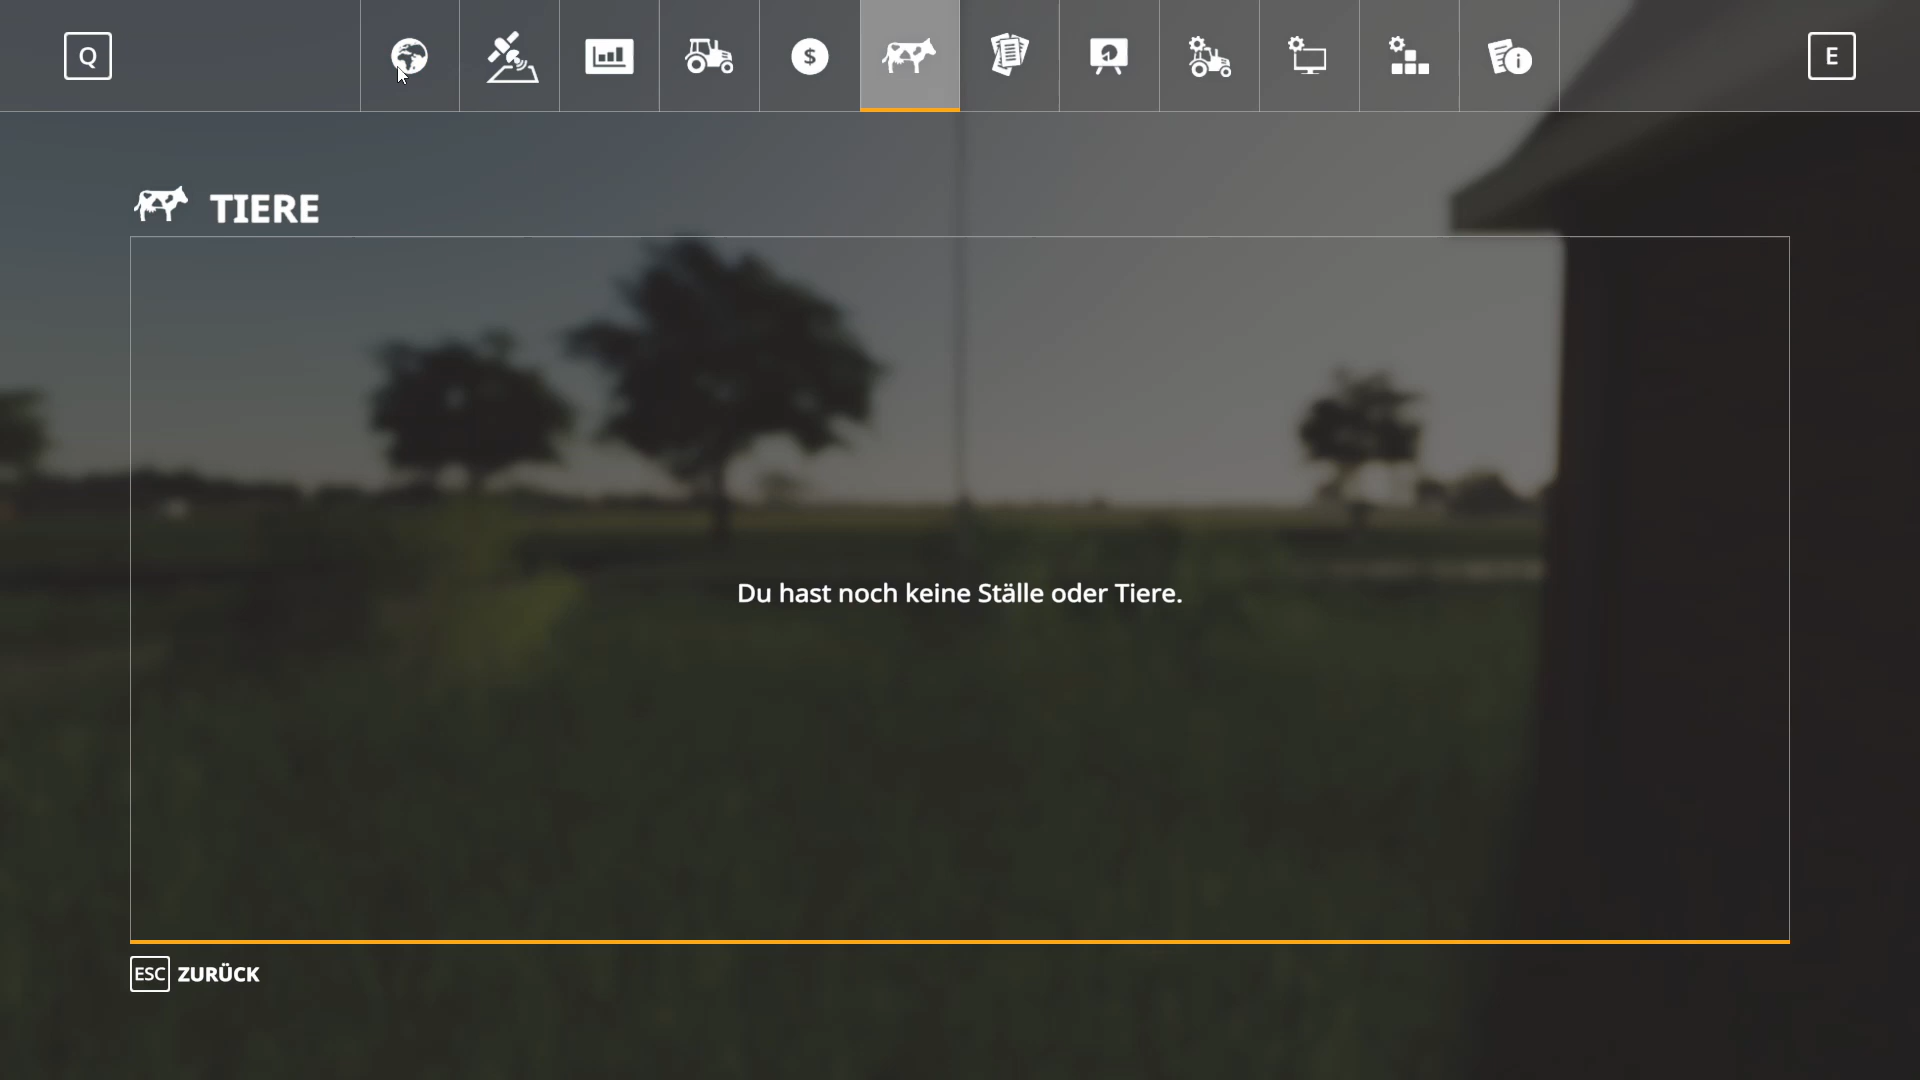 Q
$
E
TIERE
Du hast noch keine Ställe oder Tiere.
ESC ZURÜCK